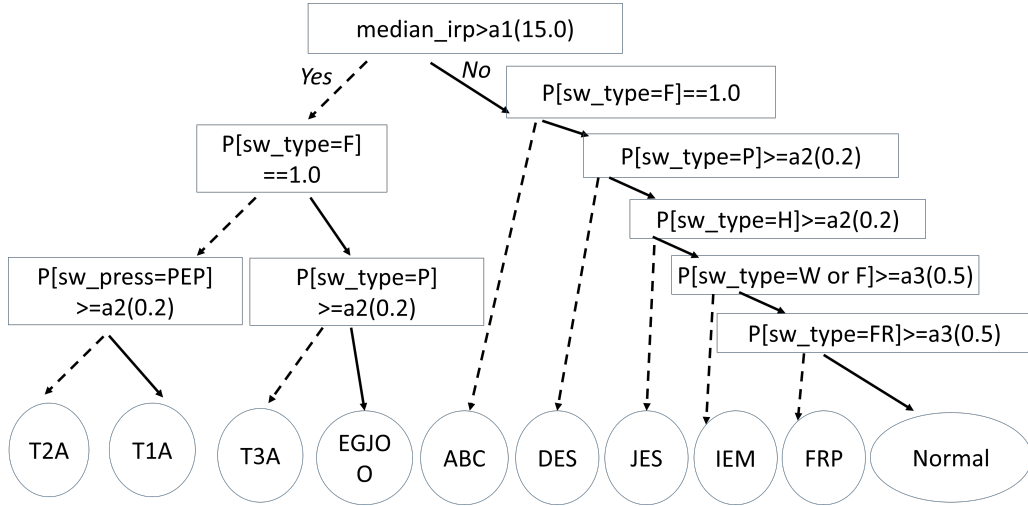 median_irp>a1(15.0)
Yes
No
P[sw_type=F]==1.0
P[sw_type=F]
==1.0
P[sw_type=P]>=a2(0.2)
P[sw_type=H]>=a2(0.2)
P[sw_press=PEP]
>=a2(0.2)
P[sw_type=P]
>=a2(0.2)
P[sw_type=W or F]>=a3(0.5)
P[sw_type=FR]>=a3(0.5)
T2A
T1A
T3A
EGJO
O
ABC
DES
JES
IEM
FRP
Normal